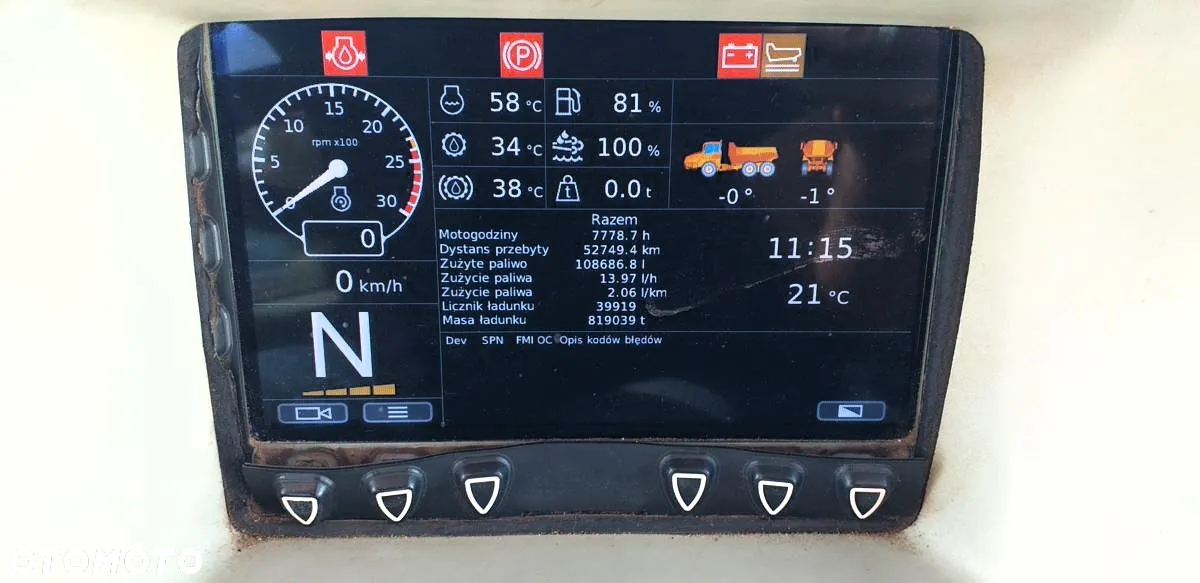 P
- +
5 10 15 20 25 30
rpm x100
0
0
0 km/h
N
58 °C
81 %
34 °C
100 %
38 °C
t 0.0 t
-0 °
-1 °
Razem
Motogodziny 7778.7 h
Dystans przebyty 52749.4 km
Zużyte paliwo 108686.8 l
Zużycie paliwa 13.97 l/h
Zużycie paliwa 2.06 l/km
Licznik ładunku 39919
Masa ładunku 819039 t
Dev SPN FMI OC Opis kodów błędów
11:15
21 °C
OTOMOTO